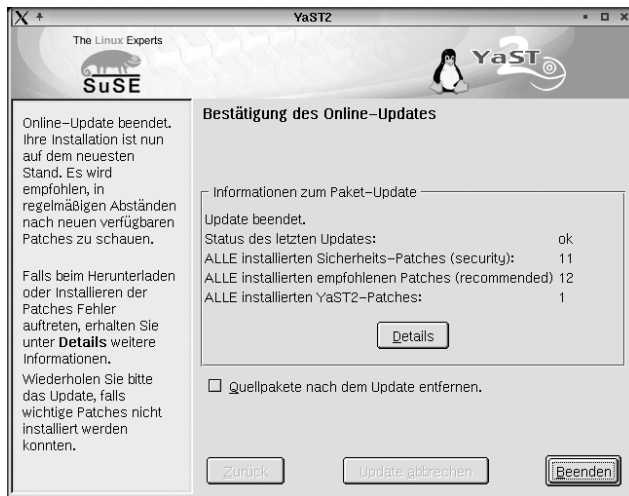 YaST2
The Linux Experts
SuSE
YaST
2
Online-Update beendet.
Ihre Installation ist nun
auf dem neuesten
Stand. Es wird
empfohlen, in
regelmäßigen Abständen
nach neuen verfügbaren
Patches zu schauen.
Falls beim Herunterladen
oder Installieren der
Patches Fehler
auftreten, erhalten Sie
unter Details weitere
Informationen.
Wiederholen Sie bitte
das Update, falls
wichtige Patches nicht
installiert werden
konnten.
Bestätigung des Online-Updates
Informationen zum Paket-Update
Update beendet.
Status des letzten Updates: ok
ALLE installierten Sicherheits-Patches (security): 11
ALLE installierten empfohlenen Patches (recommended) 12
ALLE installierten YaST2-Patches: 1
Details
Quellpakete nach dem Update entfernen.
Zurück
Update abbrechen
Beenden